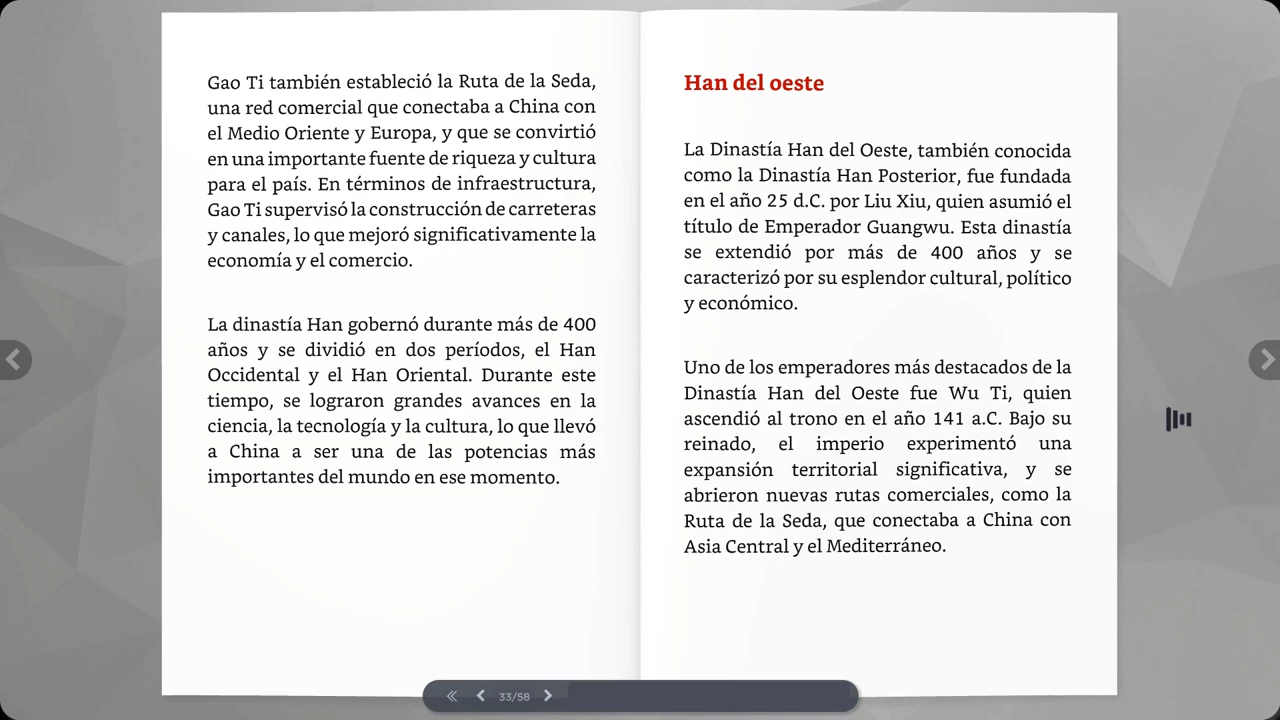 Gao Ti también estableció la Ruta de la Seda,
una red comercial que conectaba a China con
el Medio Oriente y Europa, y que se convirtió
en una importante fuente de riqueza y cultura
para el país. En términos de infraestructura,
Gao Ti supervisó la construcción de carreteras
y canales, lo que mejoró significativamente la
economía y el comercio.
La dinastía Han gobernó durante más de 400
años y se dividió en dos períodos, el Han
Occidental y el Han Oriental. Durante este
tiempo, se lograron grandes avances en la
ciencia, la tecnología y la cultura, lo que llevó
a China a ser una de las potencias más
importantes del mundo en ese momento.
Han del oeste
La Dinastía Han del Oeste, también conocida
como la Dinastía Han Posterior, fue fundada
en el año 25 d.C. por Liu Xiu, quien asumió el
título de Emperador Guangwu. Esta dinastía
se extendió por más de 400 años y se
caracterizó por su esplendor cultural, político
y económico.
Uno de los emperadores más destacados de la
Dinastía Han del Oeste fue Wu Ti, quien
ascendió al trono en el año 141 a.C. Bajo su
reinado, el imperio experimentó una
expansión territorial significativa, y se
abrieron nuevas rutas comerciales, como la
Ruta de la Seda, que conectaba a China con
Asia Central y el Mediterráneo.
33/58